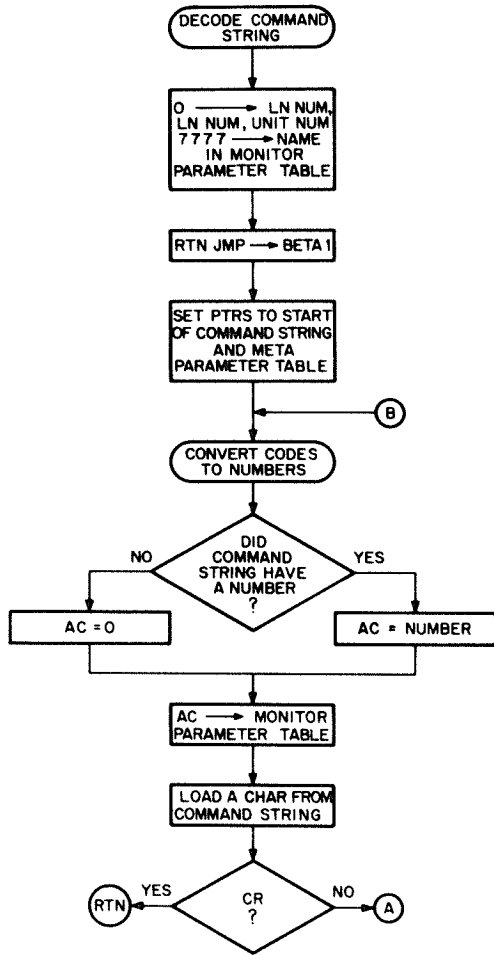 DECODE COMMAND
STRING
0 → LN NUM,
LN NUM, UNIT NUM
7777 → NAME
IN MONITOR
PARAMETER TABLE
RTN JMP → BETA1
SET PTRS TO START
OF COMMAND STRING
AND META
PARAMETER TABLE
B
CONVERT CODES
TO NUMBERS
DID
COMMAND
STRING HAVE
A NUMBER
?
NO
YES
AC = 0
AC = NUMBER
AC → MONITOR
PARAMETER TABLE
LOAD A CHAR FROM
COMMAND STRING
CR
?
YES
NO
RTN
A